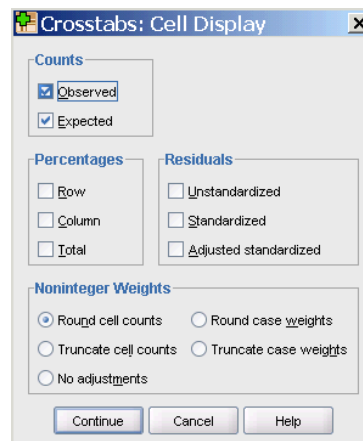 Crosstabs: Cell Display
Counts
Observed
Expected
Percentages
Row
Column
Total
Residuals
Unstandardized
Standardized
Adjusted standardized
Noninteger Weights
Round cell counts Round case weights
Truncate cell counts Truncate case weights
No adjustments
Continue Cancel Help